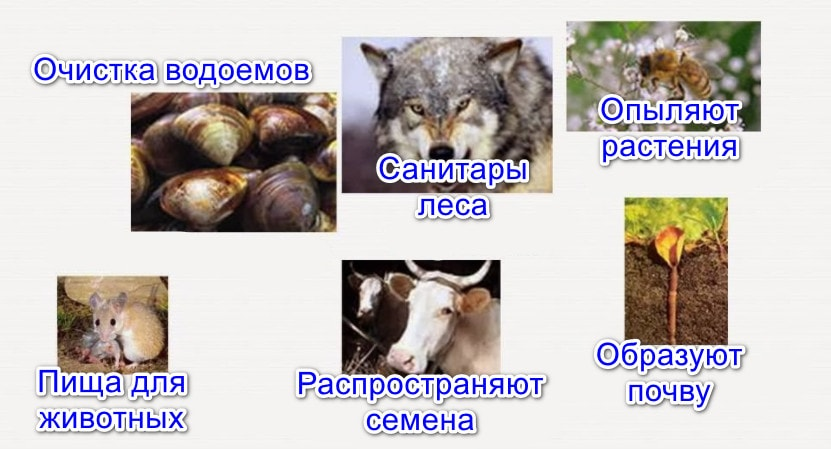 Очистка водоемов
Санитары
леса
Опыляют
растения
Пища для
животных
Распространяют
семена
Образуют
почву